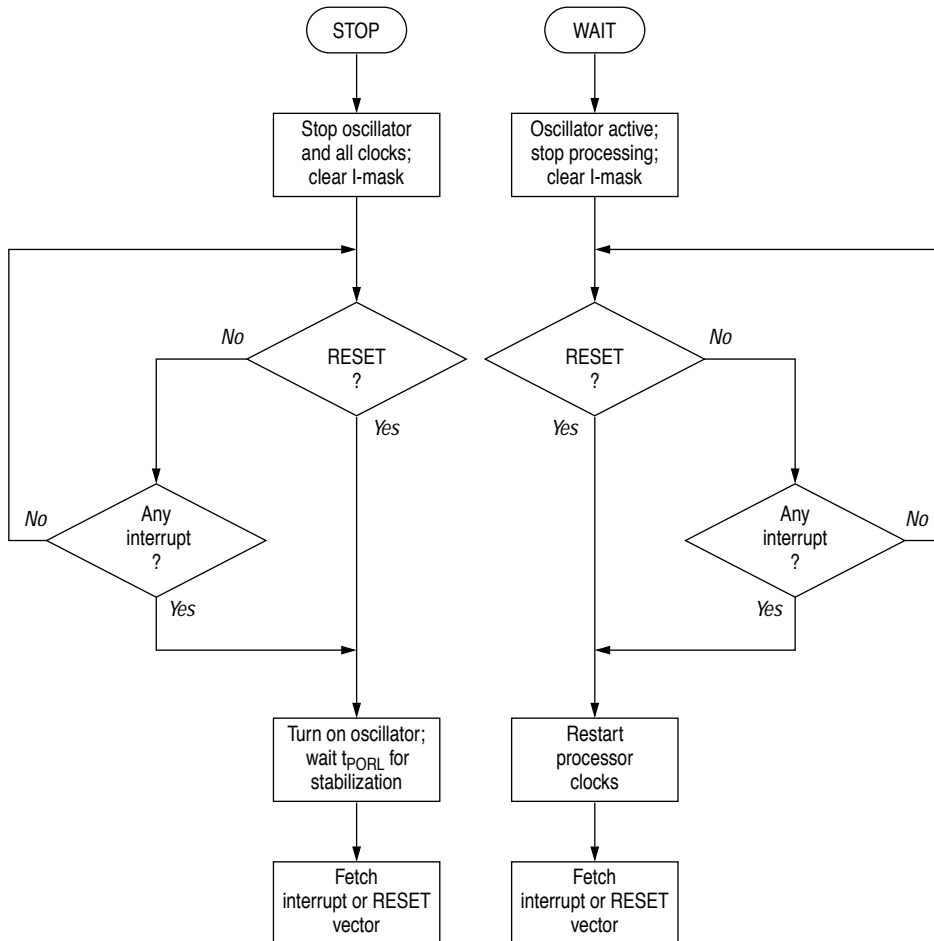 STOP
WAIT
Stop oscillator
and all clocks;
clear I-mask
Oscillator active;
stop processing;
clear I-mask
No
RESET
?
Yes
RESET
?
No
Yes
No
Any
interrupt
?
Yes
Any
interrupt
?
No
Yes
Turn on oscillator;
wait tPORL for
stabilization
Restart
processor
clocks
Fetch
interrupt or RESET
vector
Fetch
interrupt or RESET
vector